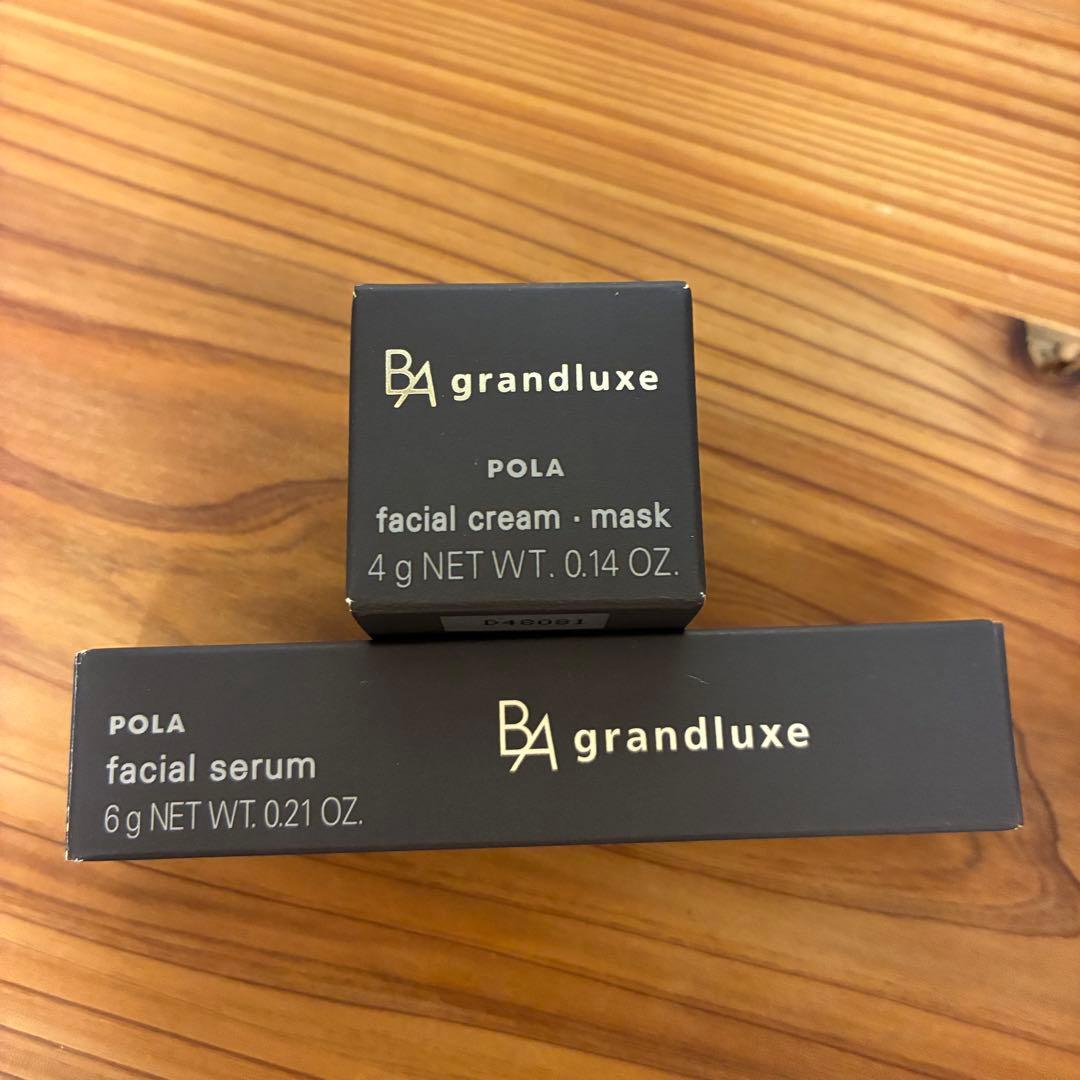 BA grandluxe
POLA
facial cream · mask
4 g NET WT. 0.14 OZ.
D48081
POLA
facial serum
6 g NET WT. 0.21 OZ.
BA grandluxe